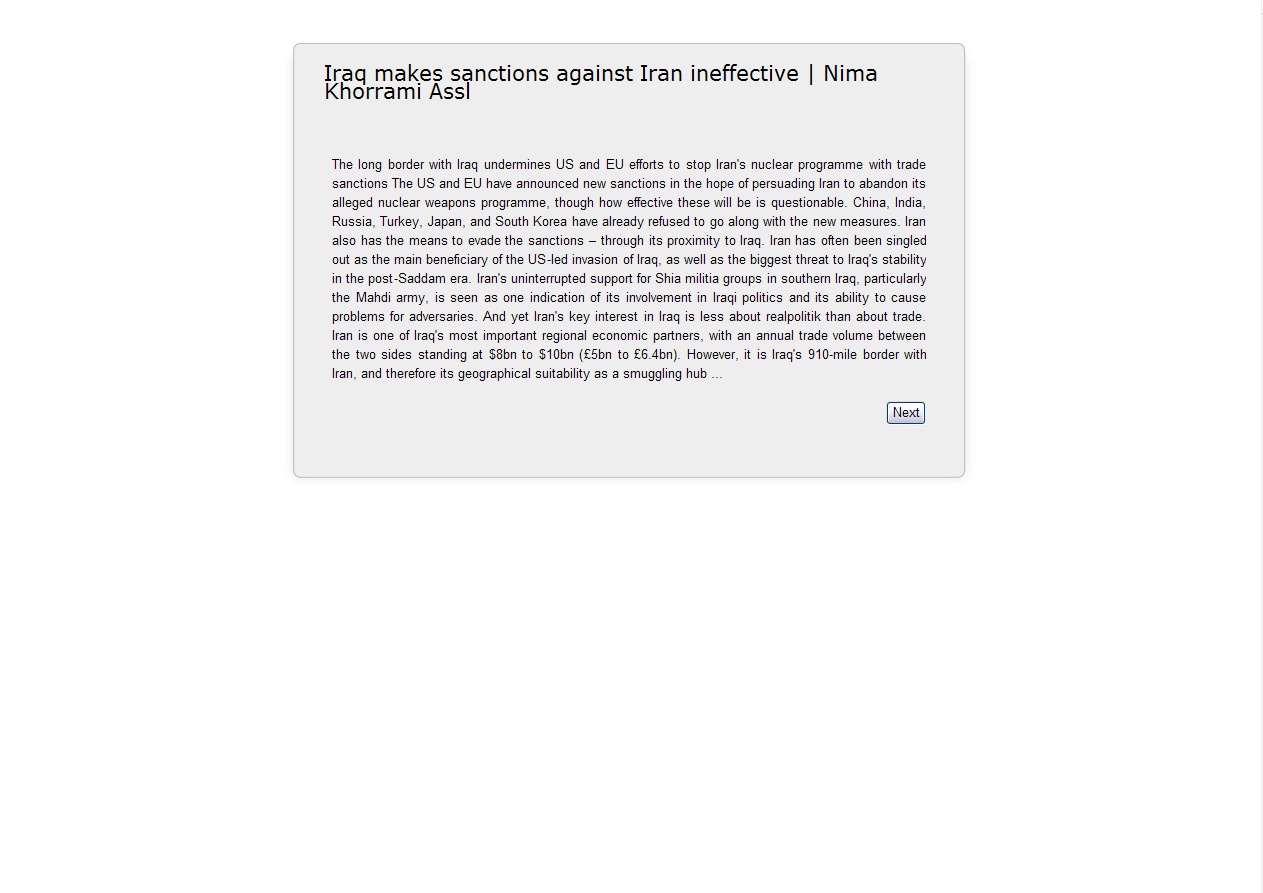 Iraq makes sanctions against Iran ineffective | Nima
Khorrami Assl
The long border with Iraq undermines US and EU efforts to stop Iran's nuclear programme with trade
sanctions The US and EU have announced new sanctions in the hope of persuading Iran to abandon its
alleged nuclear weapons programme, though how effective these will be is questionable. China, India,
Russia, Turkey, Japan, and South Korea have already refused to go along with the new measures. Iran
also has the means to evade the sanctions – through its proximity to Iraq. Iran has often been singled
out as the main beneficiary of the US-led invasion of Iraq, as well as the biggest threat to Iraq's stability
in the post-Saddam era. Iran's uninterrupted support for Shia militia groups in southern Iraq, particularly
the Mahdi army, is seen as one indication of its involvement in Iraqi politics and its ability to cause
problems for adversaries. And yet Iran's key interest in Iraq is less about realpolitik than about trade.
Iran is one of Iraq's most important regional economic partners, with an annual trade volume between
the two sides standing at $8bn to $10bn (£5bn to £6.4bn). However, it is Iraq's 910-mile border with
Iran, and therefore its geographical suitability as a smuggling hub ...
Next